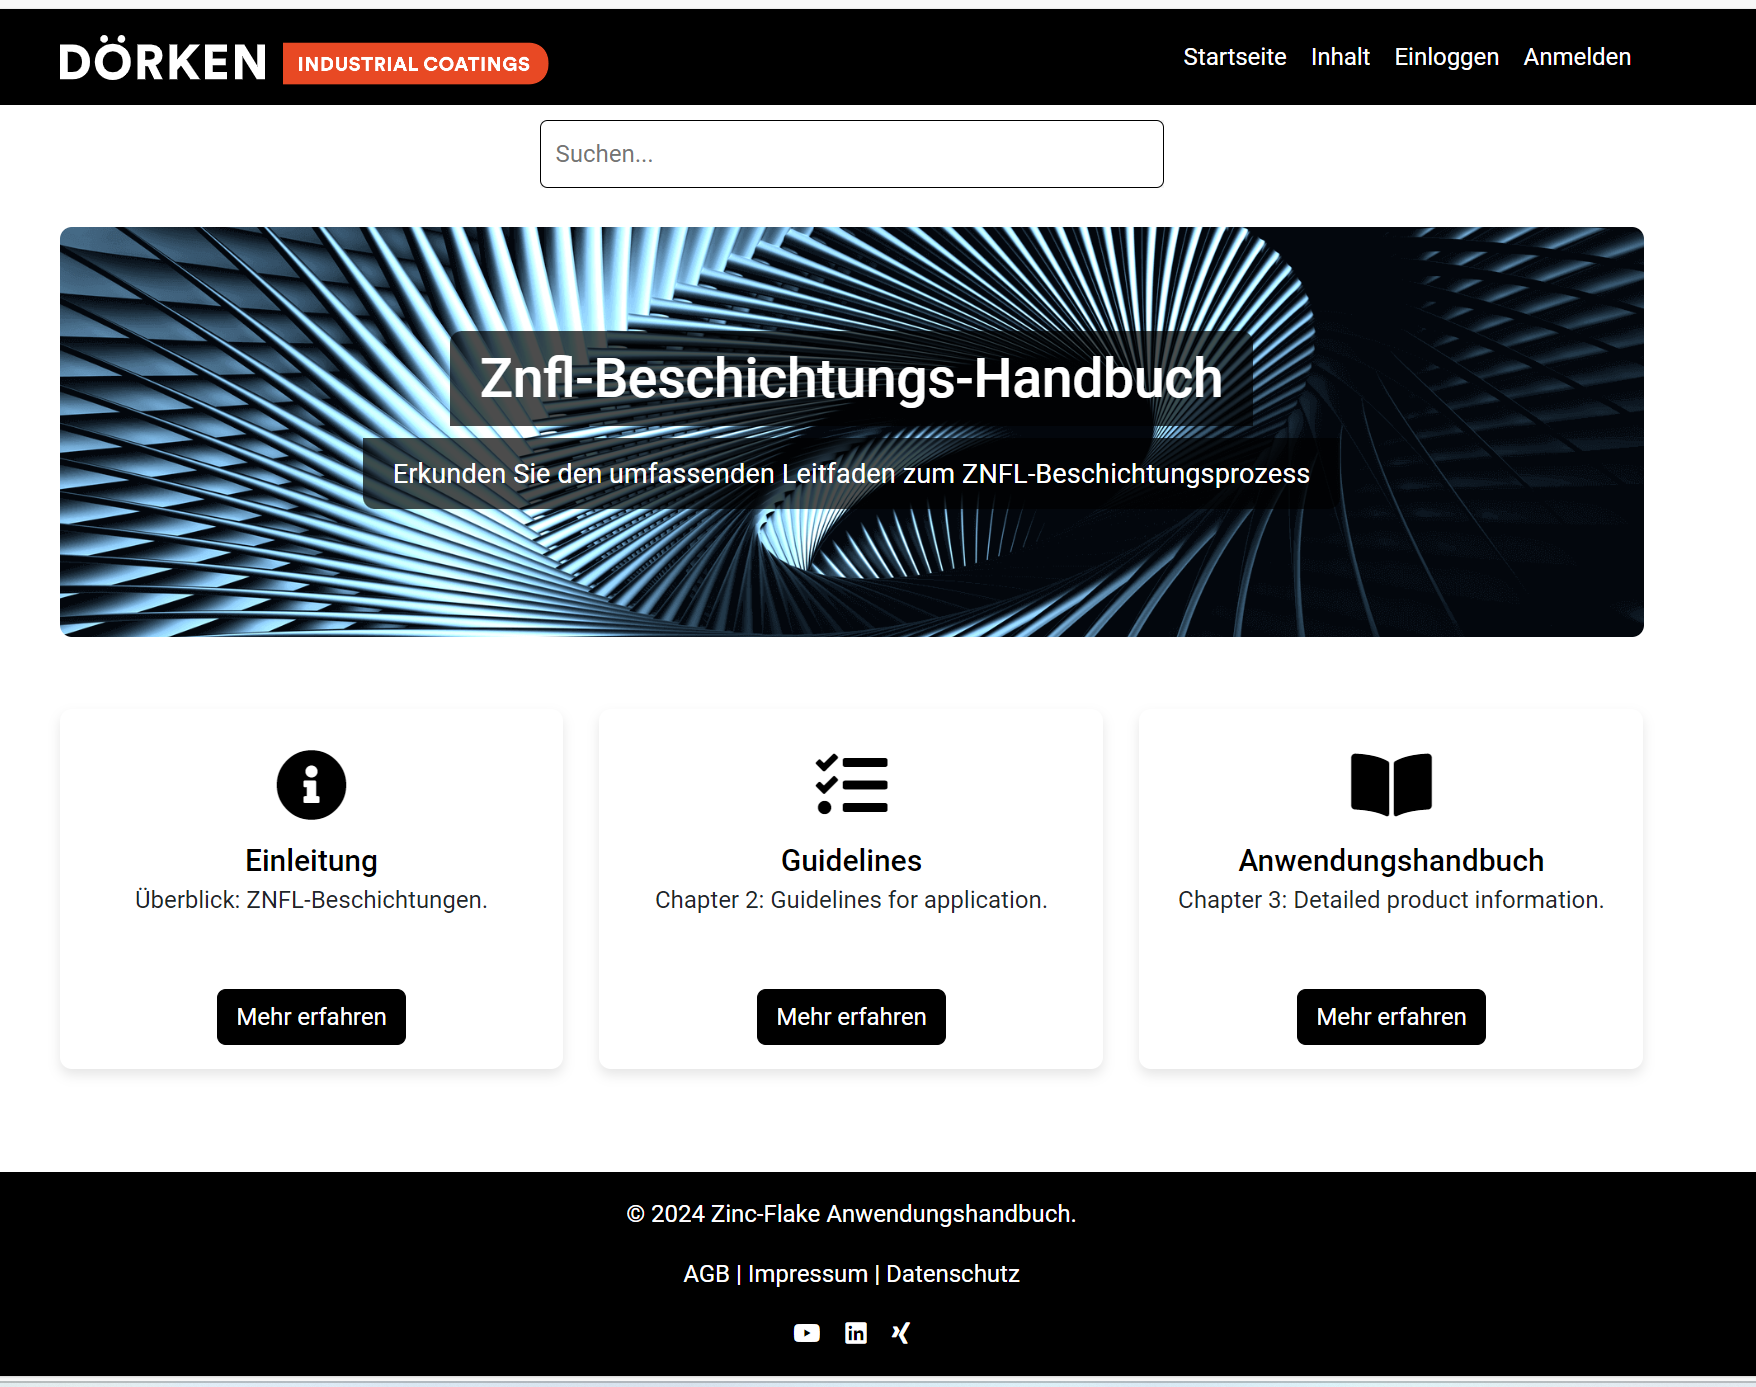 DÖRKEN INDUSTRIAL COATINGS
Startseite Inhalt Einloggen Anmelden
Suchen...
Znfl-Beschichtungs-Handbuch
Erkunden Sie den umfassenden Leitfaden zum ZNFL-Beschichtungsprozess
Einleitung
Überblick: ZNFL-Beschichtungen.
Mehr erfahren
Guidelines
Chapter 2: Guidelines for application.
Mehr erfahren
Anwendungshandbuch
Chapter 3: Detailed product information.
Mehr erfahren
© 2024 Zinc-Flake Anwendungshandbuch.
AGB | Impressum | Datenschutz